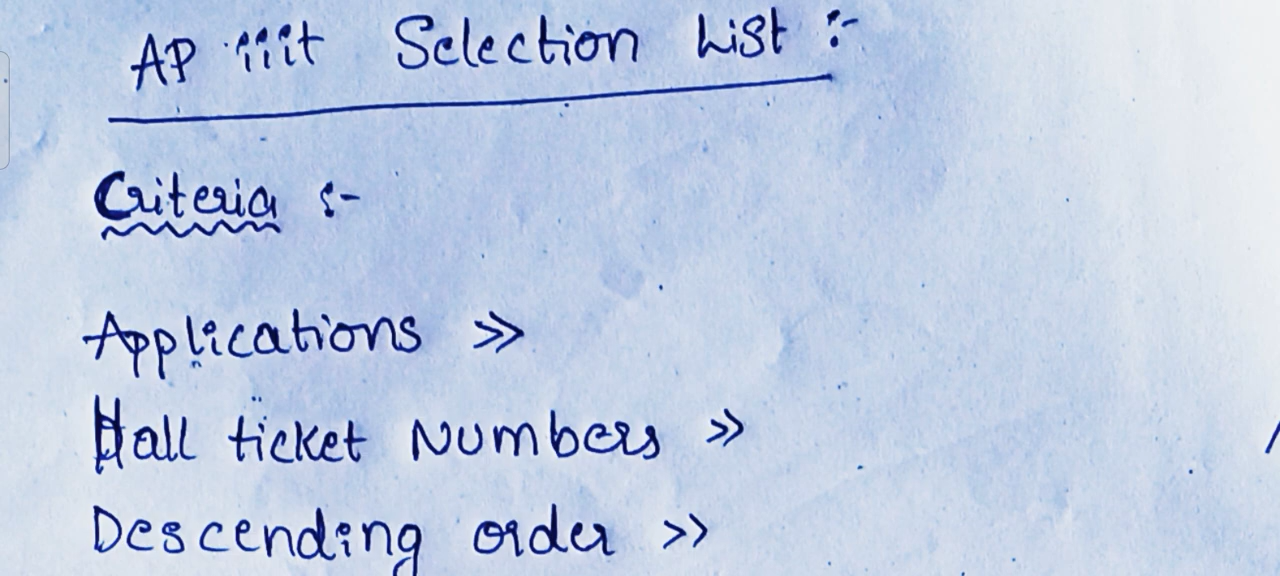 AP iiit Selection List :-
Criteria :-
Applications >>
Hall ticket Numbers >>
Descending order >>